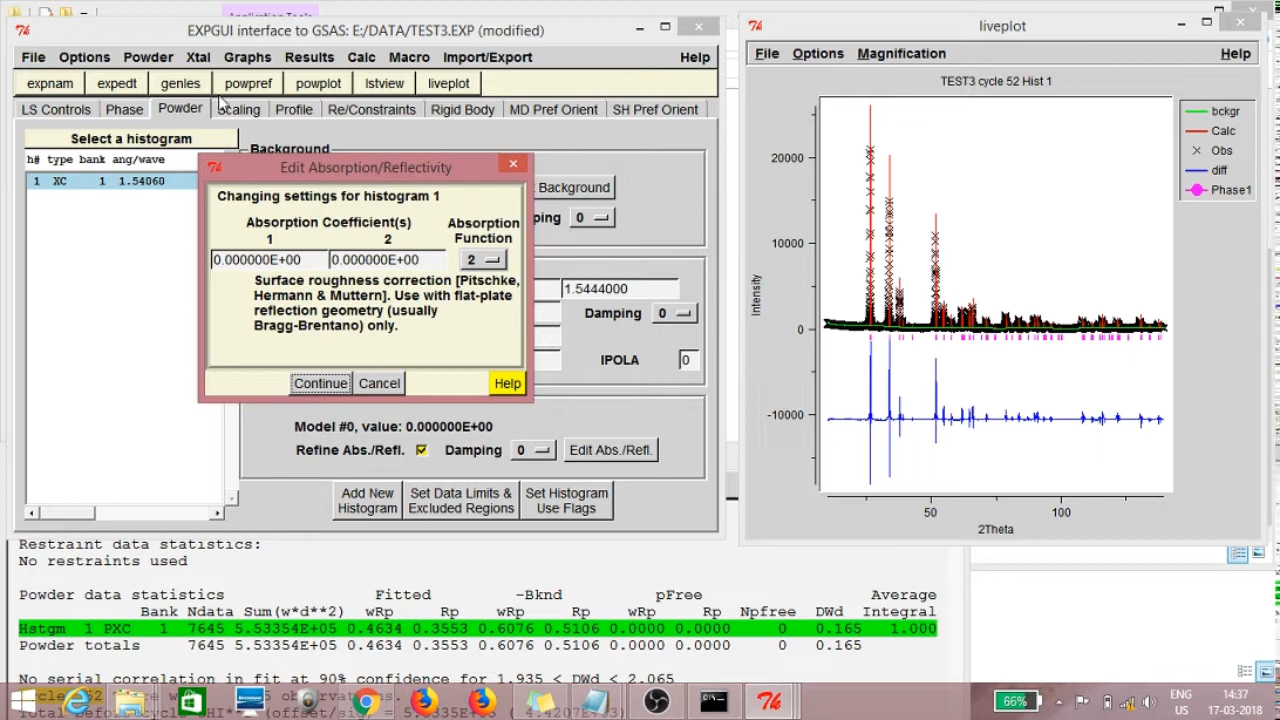 Application Tools
EXPGUI interface to GSAS: E:/DATA/TEST3.EXP (modified)
File Options Powder Xtal Graphs Results Calc Macro Import/Export Help
expnam expedt genles powpref powplot lstview liveplot
LS Controls Phase Powder Scaling Profile Re/Constraints Rigid Body MD Pref Orient SH Pref Orient
Select a histogram
h# type bank ang/wave
1 XC 1 1.54060
Background
Background
ping 0
1.5444000
Damping 0
IPOLA 0
Edit Absorption/Reflectivity
Changing settings for histogram 1
Absorption Coefficient(s)
1 2
Absorption
Function
0.000000E+00 0.000000E+00 2
Surface roughness correction [Pitschke,
Hermann & Muttern]. Use with flat-plate
reflection geometry (usually
Bragg-Brentano) only.
Continue Cancel Help
Model #0, value: 0.000000E+00
Refine Abs./Refl. Damping 0 Edit Abs./Refl.
Add New
Histogram
Set Data Limits &
Excluded Regions
Set Histogram
Use Flags
liveplot
File Options Magnification Help
TEST3 cycle 52 Hist 1
bckgr
Calc
Obs
diff
Phase1
20000
10000
0
-10000
Intensity
50 100
2Theta
Restraint data statistics:
No restraints used
Powder data statistics Fitted -Bknd pFree Average
Bank Ndata Sum(w*d**2) wRp Rp wRp Rp wRp Rp Npfree DWd Integral
Hstgm 1 PXC 1 7645 5.53354E+05 0.4634 0.3553 0.6076 0.5106 0.0000 0.0000 0 0.165 1.000
Powder totals 7645 5.53354E+05 0.4634 0.3553 0.6076 0.5106 0.0000 0.0000 0 0.165
No serial correlation in fit at 90% confidence for 1.935 < DWd < 2.065
66%
ENG
US
14:37
17-03-2018